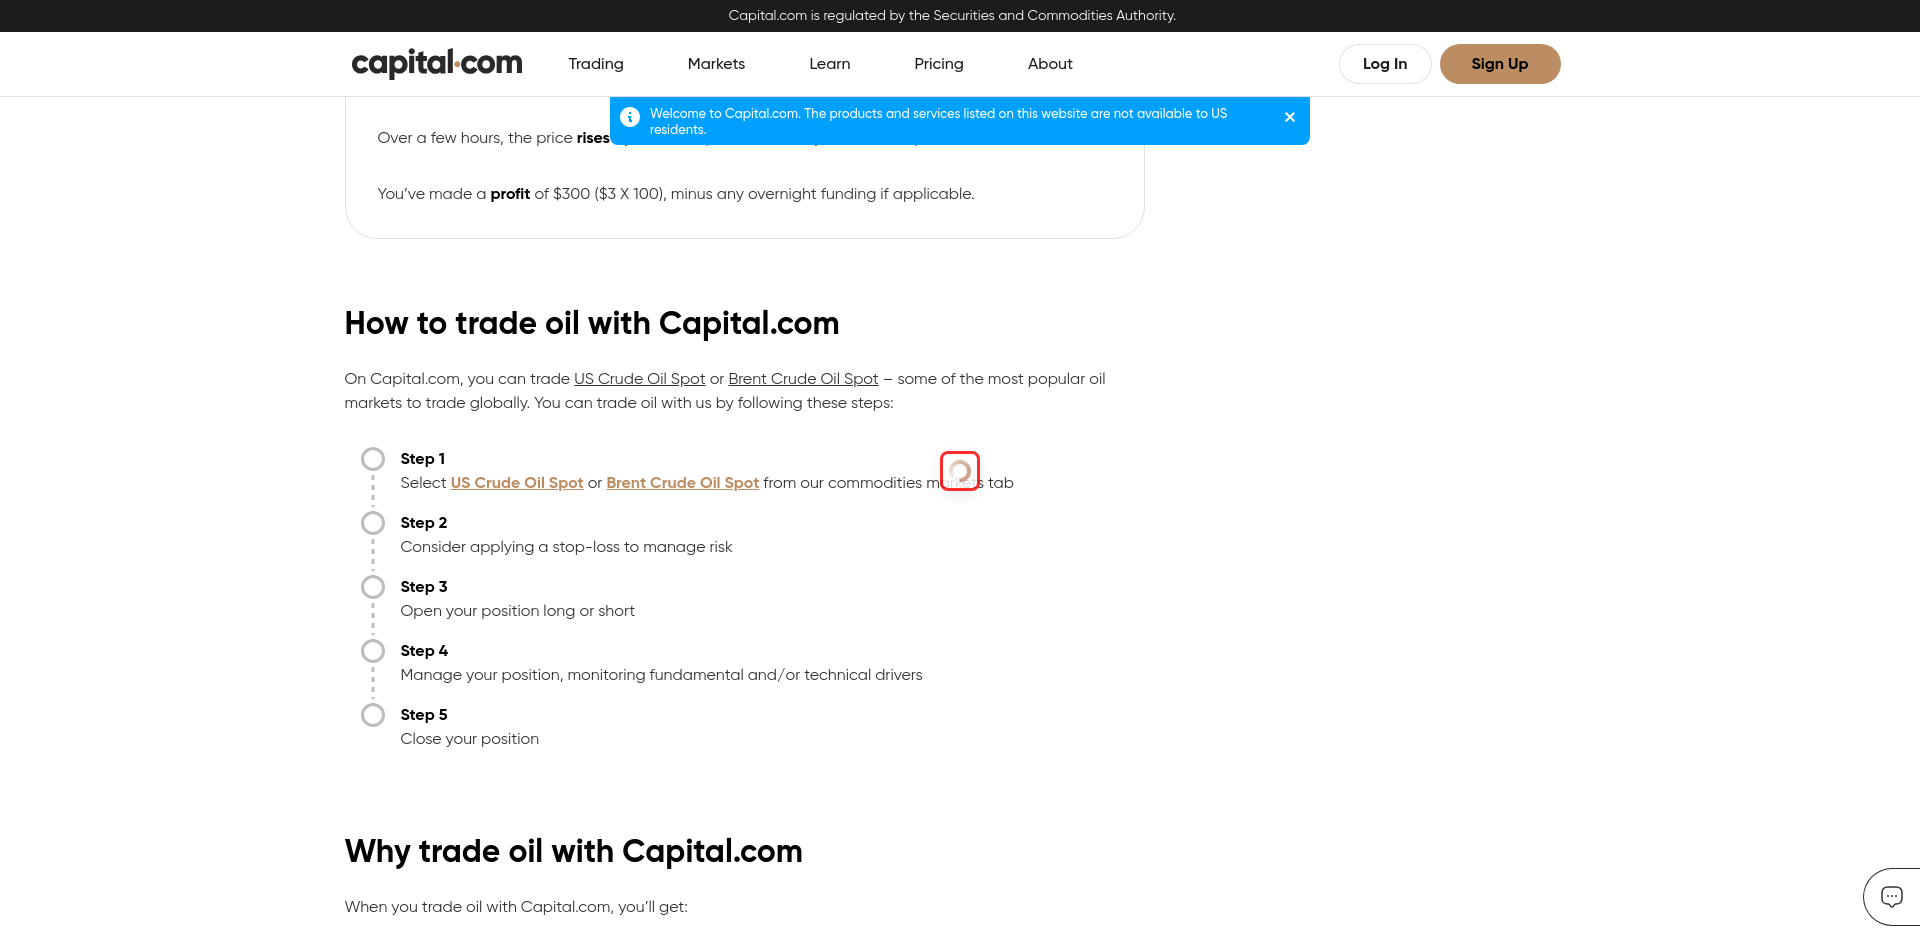 Capital.com is regulated by the Securities and Commodities Authority.
capital.com
Trading
Markets
Learn
Pricing
About
Log In
Sign Up
Welcome to Capital.com. The products and services listed on this website are not available to US
residents.
Over a few hours, the price rises
You’ve made a profit of $300 ($3 X 100), minus any overnight funding if applicable.
How to trade oil with Capital.com
On Capital.com, you can trade US Crude Oil Spot or Brent Crude Oil Spot – some of the most popular oil
markets to trade globally. You can trade oil with us by following these steps:
Step 1
Select US Crude Oil Spot or Brent Crude Oil Spot from our commodities markets tab
Step 2
Consider applying a stop-loss to manage risk
Step 3
Open your position long or short
Step 4
Manage your position, monitoring fundamental and/or technical drivers
Step 5
Close your position
Why trade oil with Capital.com
When you trade oil with Capital.com, you’ll get: